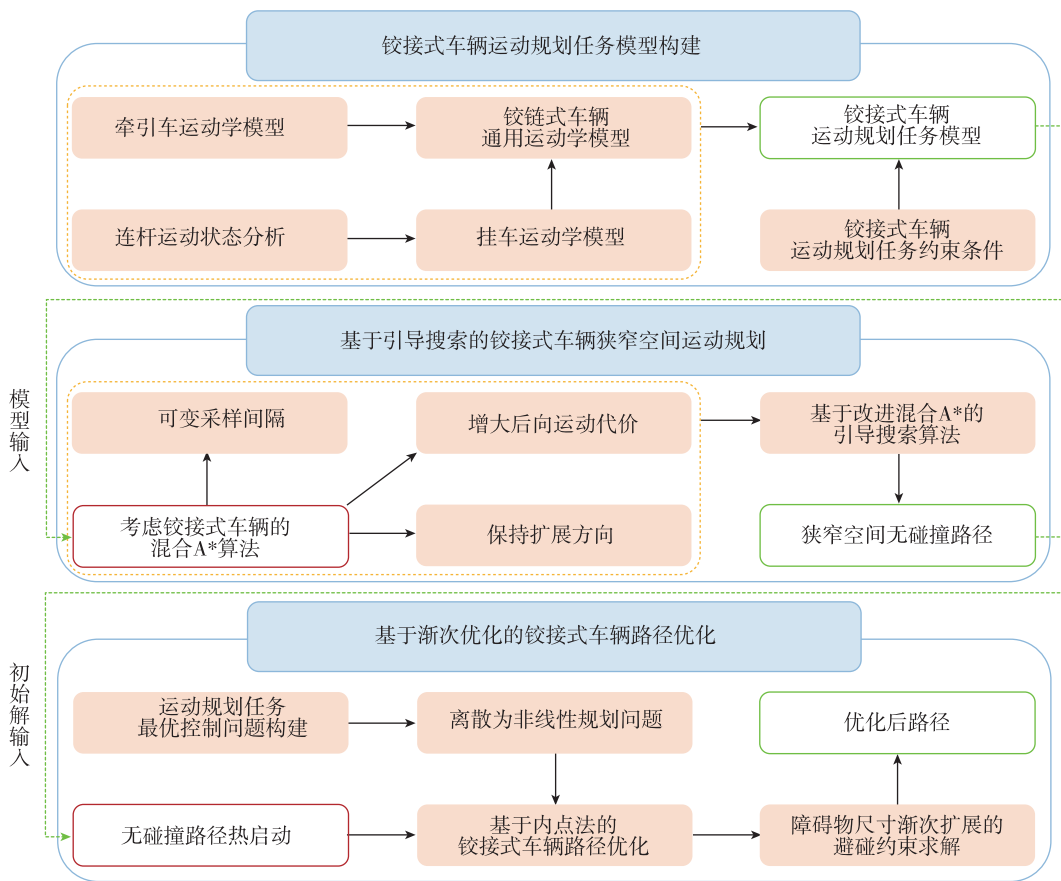 铰接式车辆运动规划任务模型构建
牵引车运动学模型
铰链式车辆
通用运动学模型
铰接式车辆
运动规划任务模型
连杆运动状态分析
挂车运动学模型
铰接式车辆
运动规划任务约束条件
模型输入
基于引导搜索的铰接式车辆狭窄空间运动规划
可变采样间隔
增大后向运动代价
基于改进混合A*的
引导搜索算法
考虑铰接式车辆的
混合A*算法
保持扩展方向
狭窄空间无碰撞路径
初始解输入
基于渐次优化的铰接式车辆路径优化
运动规划任务
最优控制问题构建
离散为非线性规划问题
优化后路径
无碰撞路径热启动
基于内点法的
铰接式车辆路径优化
障碍物尺寸渐次扩展的
避碰约束求解